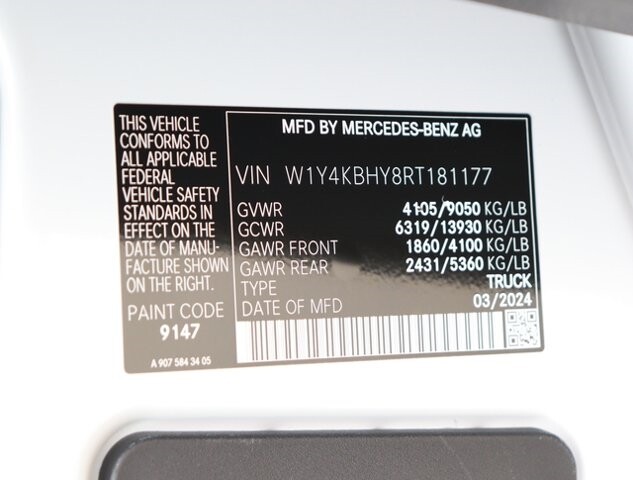 THIS VEHICLE
CONFORMS TO
ALL APPLICABLE
FEDERAL
VEHICLE SAFETY
STANDARDS IN
EFFECT ON THE
DATE OF MANU-
FACTURE SHOWN
ON THE RIGHT.
PAINT CODE
9147
A 907 584 34 05
MFD BY MERCEDES-BENZ AG
VIN W1Y4KBHY8RT181177
GVWR 4105/9050 KG/LB
GCWR 6319/13930 KG/LB
GAWR FRONT 1860/4100 KG/LB
GAWR REAR 2431/5360 KG/LB
TYPE TRUCK
DATE OF MFD 03/2024